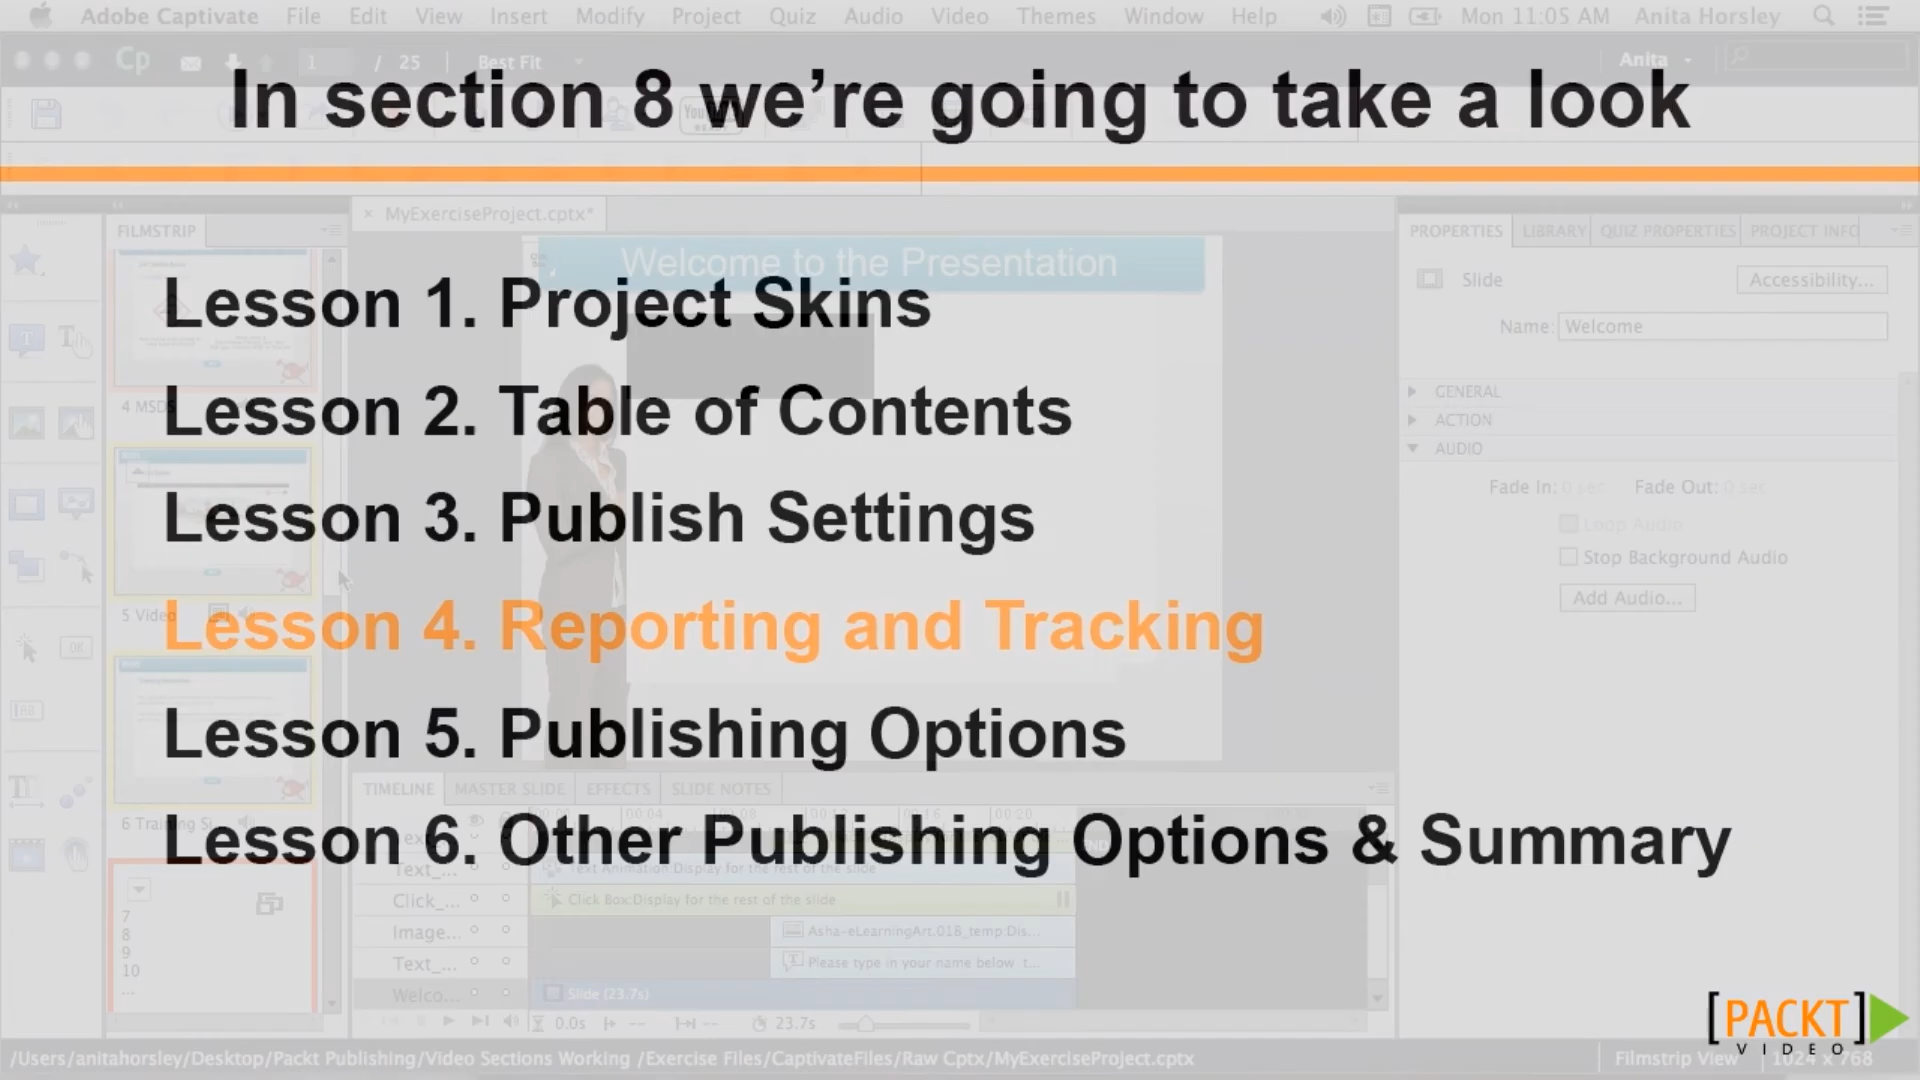 Adobe Captivate File Edit View Insert Modify Project Quiz Audio Video Themes Window Help Mon 11:05 AM Anita Horsley
Cp 1 / 25 Best Fit Anita
In section 8 we're going to take a look
FILMSTRIP
MyExerciseProject.cptx*
PROPERTIES LIBRARY QUIZ PROPERTIES PROJECT INFO
Welcome to the Presentation
Slide Accessibility...
Name: Welcome
Lesson 1. Project Skins
Lesson 2. Table of Contents
Lesson 3. Publish Settings
Lesson 4. Reporting and Tracking
Lesson 5. Publishing Options
Lesson 6. Other Publishing Options & Summary
4 MSDS
5 Video
6 Training Si...
7
8
9
10
...
GENERAL
ACTION
AUDIO
Fade In: 0 sec Fade Out: 0 sec
Loop Audio
Stop Background Audio
Add Audio...
TIMELINE MASTER SLIDE EFFECTS SLIDE NOTES
00:00 00:04 00:08 00:12 00:16 00:20
Text_... Text Animation:Display for the rest of the slide
Click_... Click Box:Display for the rest of the slide
Image... Asha-eLearningArt.018_temp:Dis...
Text_... Please type in your name below t...
Welco... Slide (23.7s)
0.0s 23.7s
[PACKT]
VIDEO
/Users/anitahorsley/Desktop/Packt Publishing/Video Sections Working /Exercise Files/CaptivateFiles/Raw Cptx/MyExerciseProject.cptx
Filmstrip View 1024 x 768